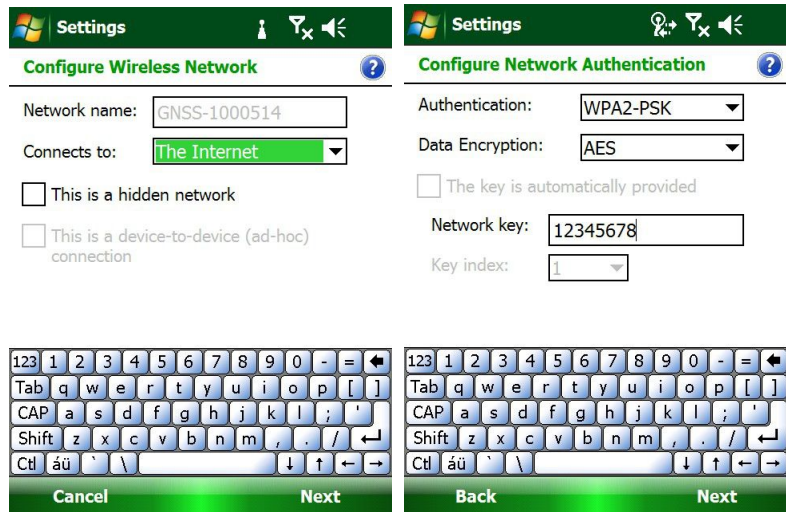 Settings
Configure Wireless Network
Network name: GNSS-1000514
Connects to: The Internet
This is a hidden network
This is a device-to-device (ad-hoc)
connection
123 1 2 3 4 5 6 7 8 9 0 - =
Tab q w e r t y u i o p [ ]
CAP a s d f g h j k l ; '
Shift z x c v b n m , . /
Ctl áü ` \
Cancel Next
Settings
Configure Network Authentication
Authentication: WPA2-PSK
Data Encryption: AES
The key is automatically provided
Network key: 12345678
Key index: 1
123 1 2 3 4 5 6 7 8 9 0 - =
Tab q w e r t y u i o p [ ]
CAP a s d f g h j k l ; '
Shift z x c v b n m , . /
Ctl áü ` \
Back Next